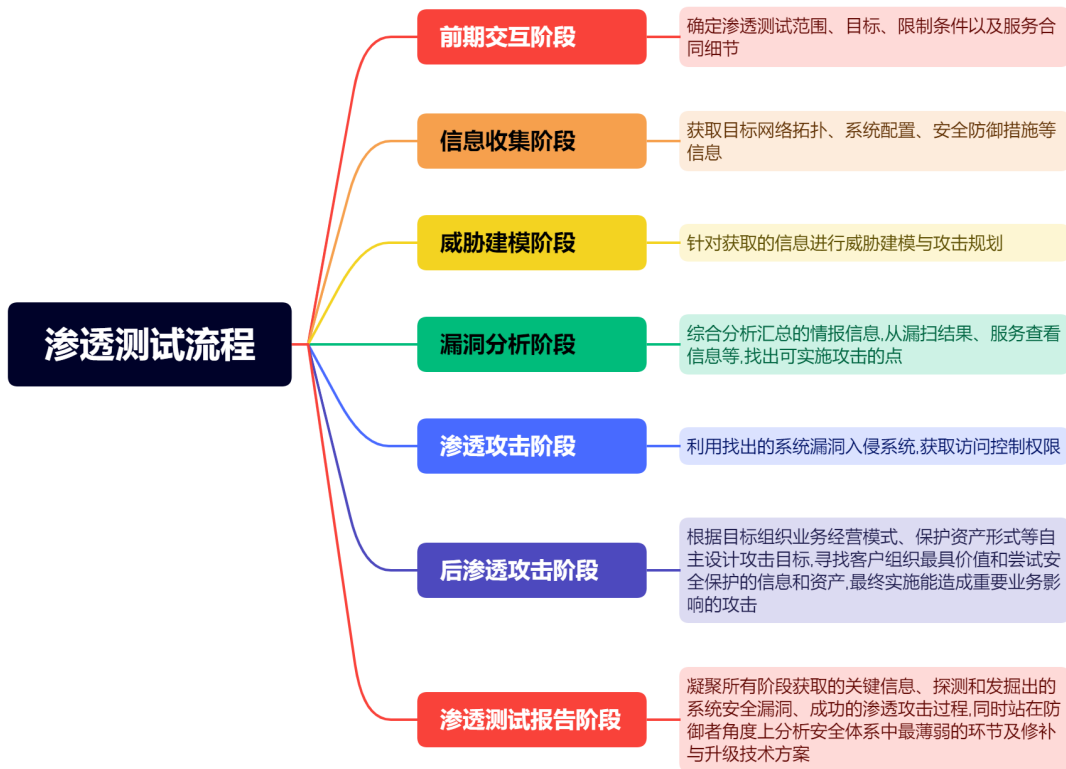 前期交互阶段
确定渗透测试范围、目标、限制条件以及服务合
同细节
信息收集阶段
获取目标网络拓扑、系统配置、安全防御措施等
信息
威胁建模阶段
针对获取的信息进行威胁建模与攻击规划
渗透测试流程
漏洞分析阶段
综合分析汇总的情报信息,从漏扫结果、服务查看
信息等,找出可实施攻击的点
渗透攻击阶段
利用找出的系统漏洞入侵系统,获取访问控制权限
后渗透攻击阶段
根据目标组织业务经营模式、保护资产形式等自
主设计攻击目标,寻找客户组织最具价值和尝试安
全保护的信息和资产,最终实施能造成重要业务影
响的攻击
渗透测试报告阶段
凝聚所有阶段获取的关键信息、探测和发掘出的
系统安全漏洞、成功的渗透攻击过程,同时站在防
御者角度上分析安全体系中最薄弱的环节及修补
与升级技术方案